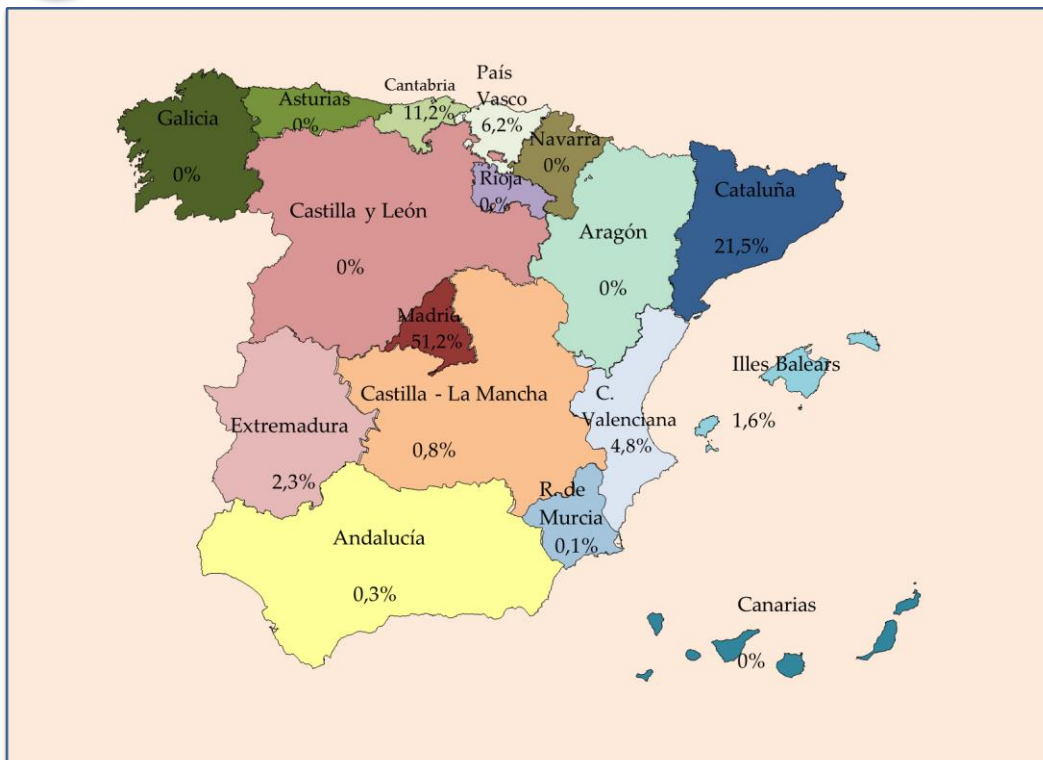 País
Vasco
6,2%
Cantabria
11,2%
Asturias
0%
Galicia
0%
Navarra
0%
Rioja
0%
Cataluña
21,5%
Castilla y León
0%
Aragón
0%
Madrid
51,2%
Illes Balears
1,6%
Castilla - La Mancha
0,8%
C.
Valenciana
4,8%
Extremadura
2,3%
R. de
Murcia
0,1%
Andalucía
0,3%
Canarias
0%